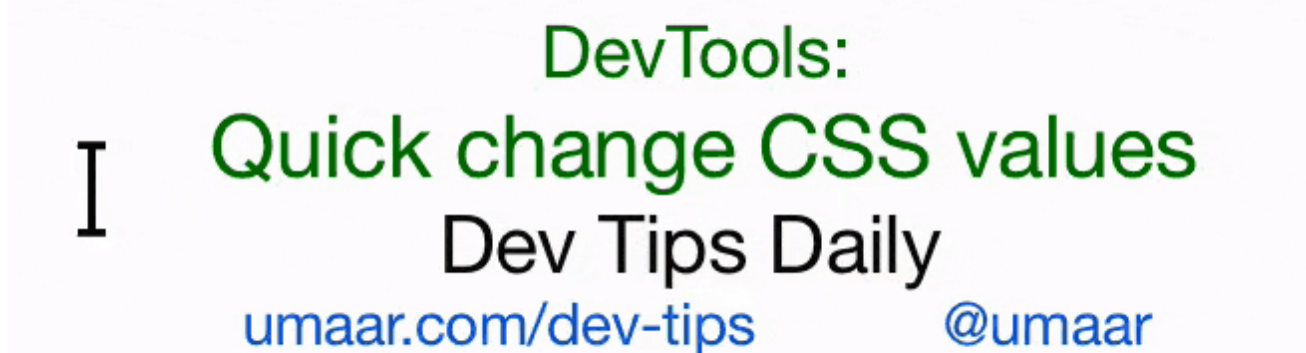 DevTools:
Quick change CSS values
Dev Tips Daily
umaar.com/dev-tips @umaar